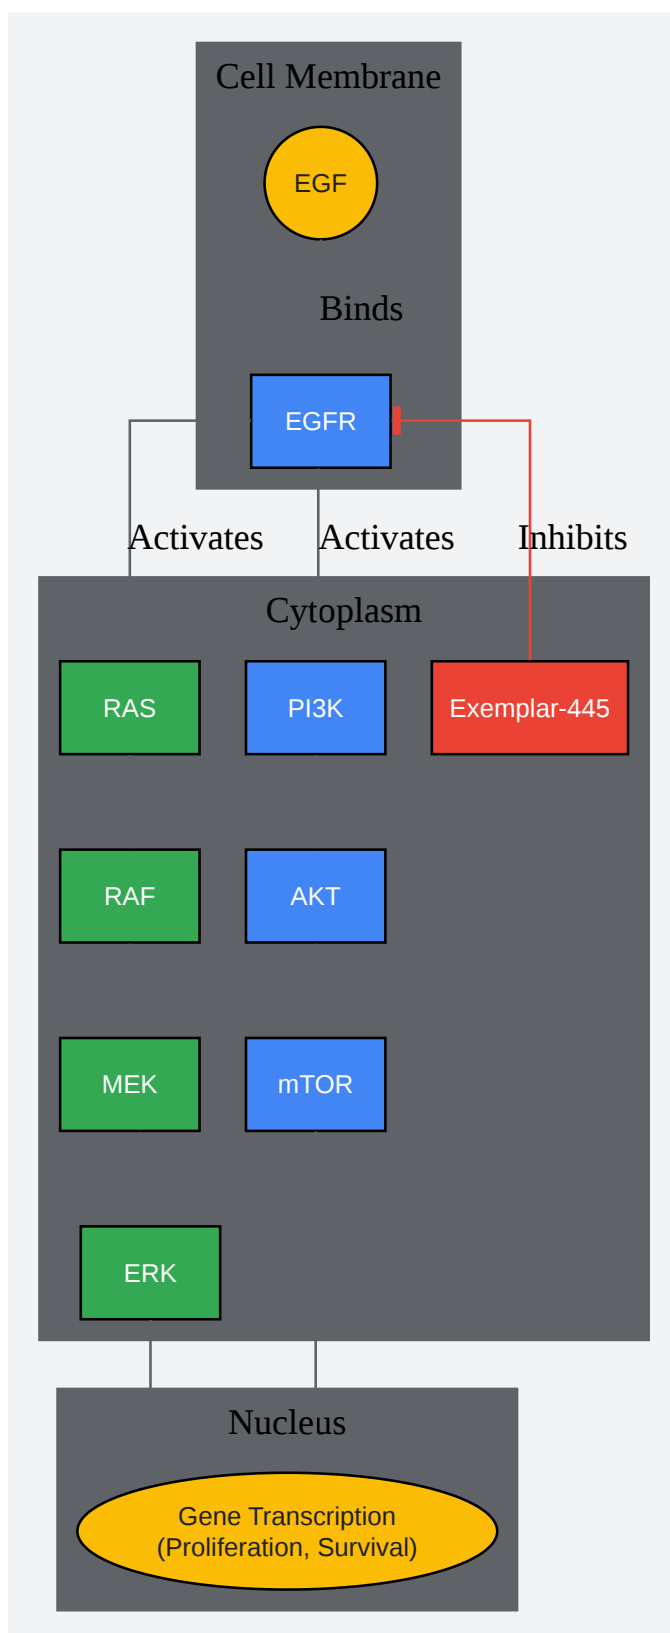 Cell Membrane
EGF
Binds
EGFR
Activates
Activates
Inhibits
Cytoplasm
RAS
PI3K
Exemplar-445
RAF
AKT
MEK
mTOR
ERK
Nucleus
Gene Transcription
(Proliferation, Survival)